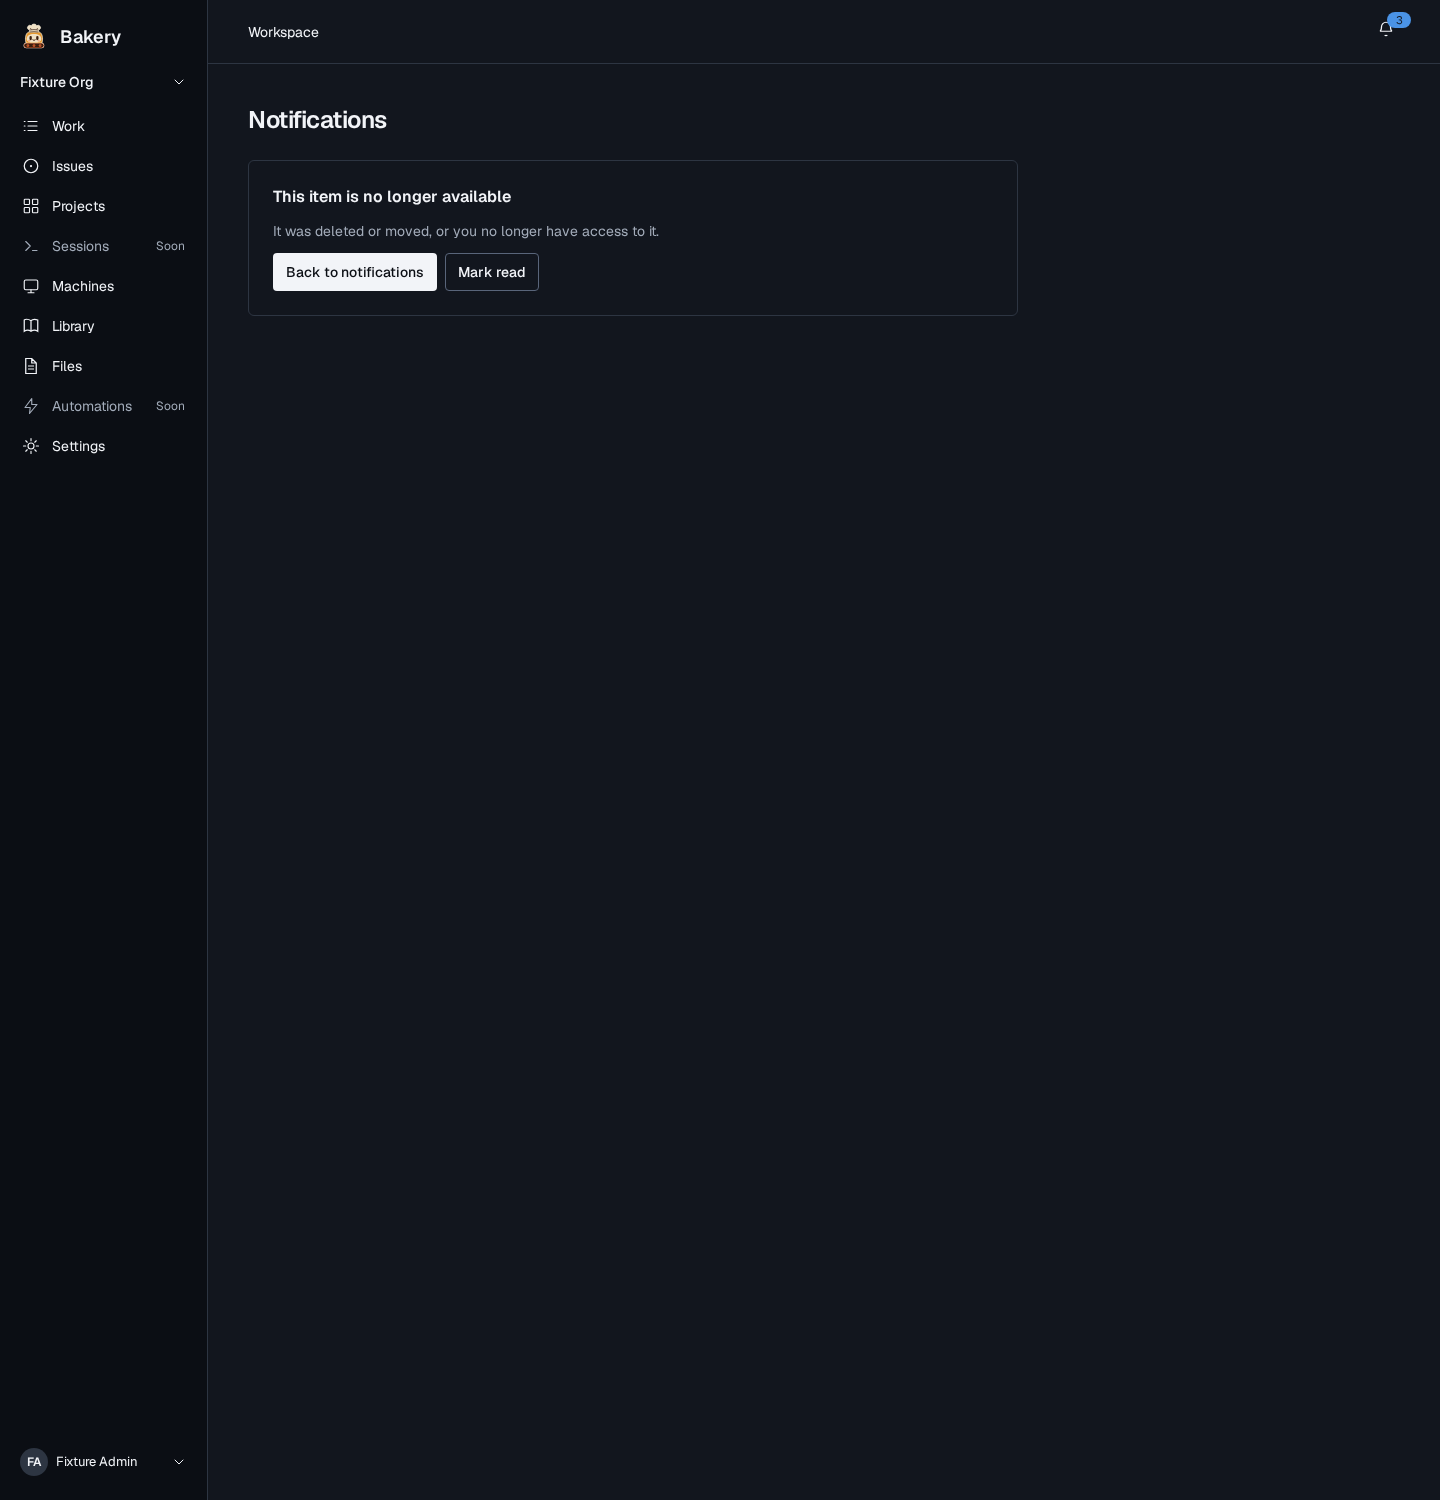 Bakery
Fixture Org
Work
Issues
Projects
Sessions Soon
Machines
Library
Files
Automations Soon
Settings
FA Fixture Admin
Workspace
3
Notifications
This item is no longer available
It was deleted or moved, or you no longer have access to it.
Back to notifications Mark read